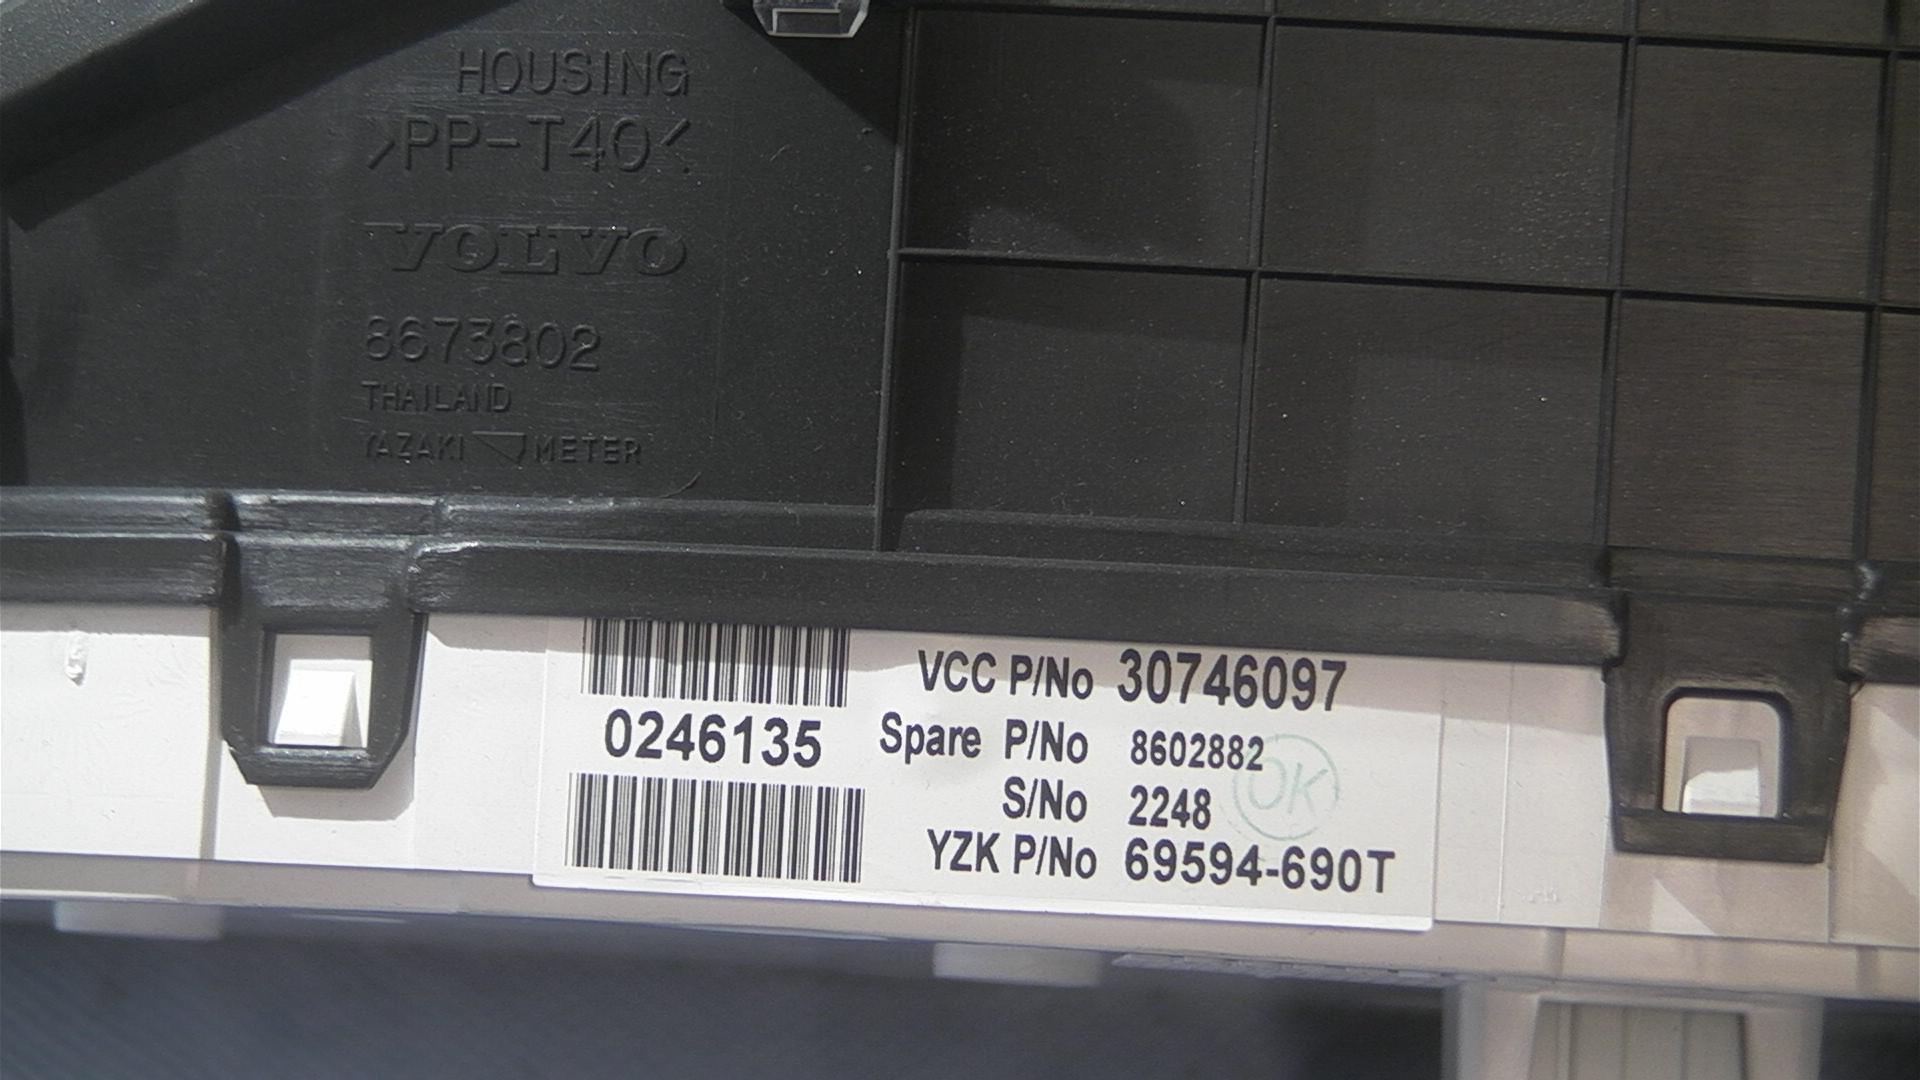 HOUSING
>PP-T40<
VOLVO
8673802
THAILAND
YAZAKI METER
0246135
VCC P/No 30746097
Spare P/No 8602882
S/No 2248
OK
YZK P/No 69594-690T